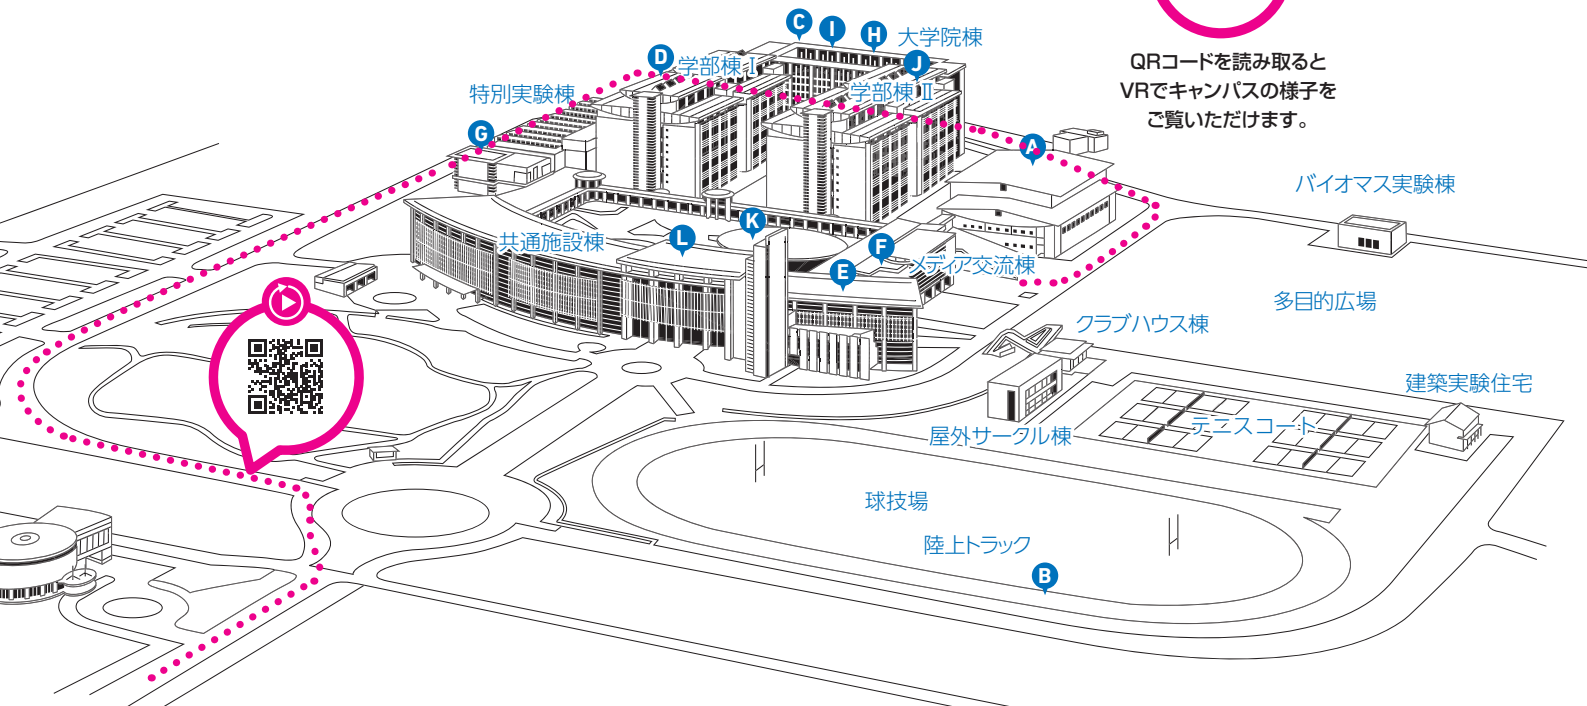 C
I
H
大学院棟
D
学部棟Ⅰ
J
学部棟Ⅱ
QRコードを読み取ると
VRでキャンパスの様子を
ご覧いただけます。
特別実験棟
G
A
バイオマス実験棟
K
L
共通施設棟
F
メディア交流棟
E
多目的広場
クラブハウス棟
建築実験住宅
テニスコート
屋外サークル棟
球技場
陸上トラック
B